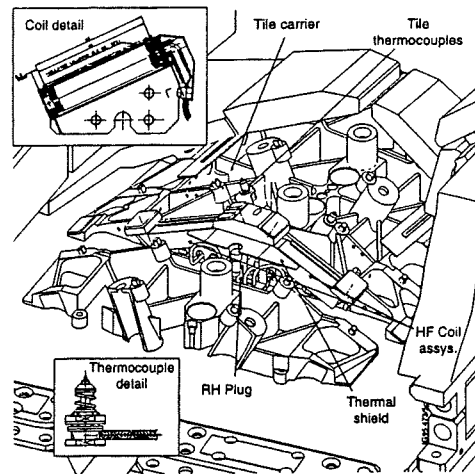 Coil detail
Tile carrier
Tile
thermocouples
HF Coil
assys.
Thermocouple
detail
RH Plug
Thermal
shield